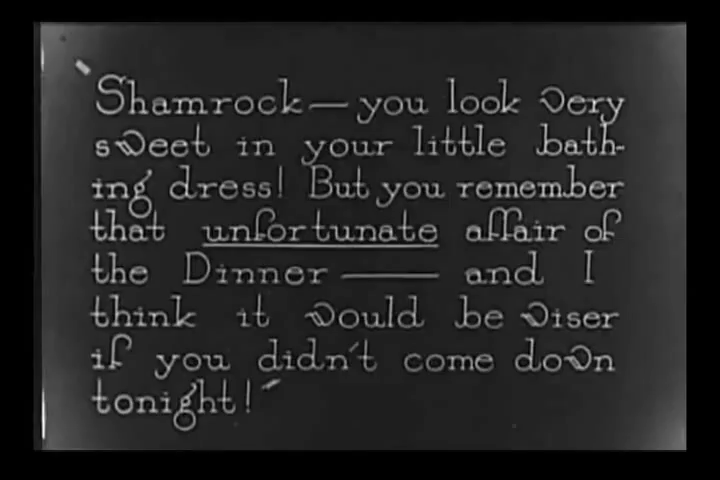 "Shamrock — you look very
sweet in your little bath-
ing dress! But you remember
that unfortunate affair of
the Dinner —— and I
think it would be wiser
if you didn't come down
tonight!"